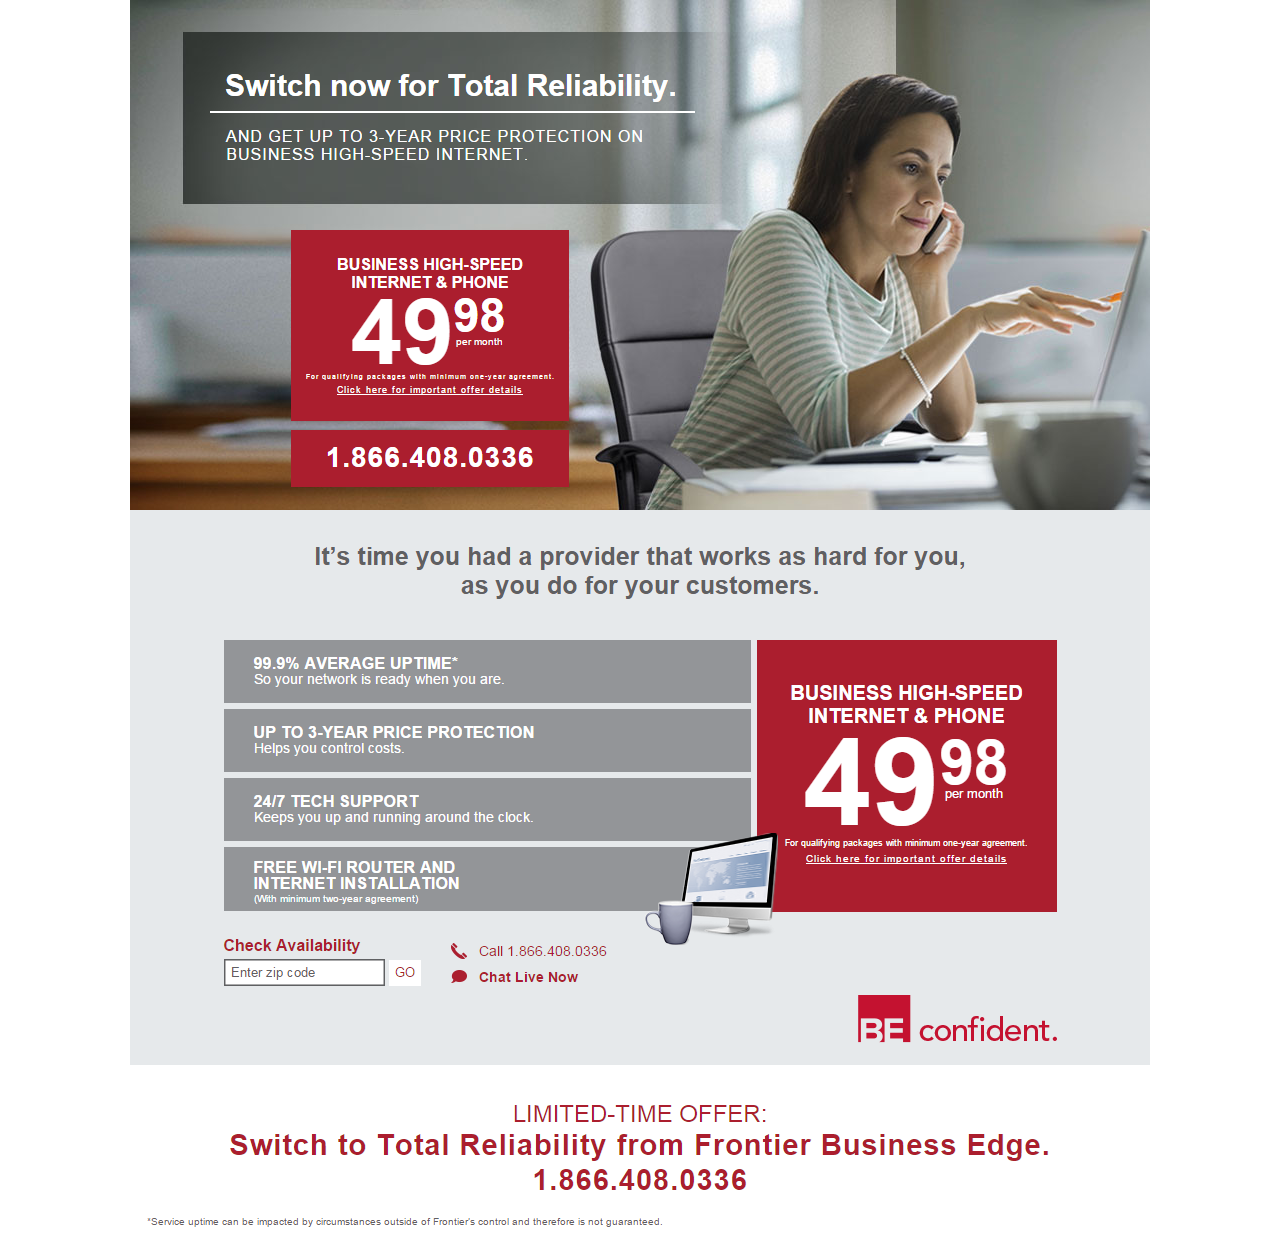 Switch now for Total Reliability.
AND GET UP TO 3-YEAR PRICE PROTECTION ON
BUSINESS HIGH-SPEED INTERNET.
BUSINESS HIGH-SPEED
INTERNET & PHONE
4998
per month
For qualifying packages with minimum one-year agreement.
Click here for important offer details
1.866.408.0336
It’s time you had a provider that works as hard for you,
as you do for your customers.
99.9% AVERAGE UPTIME*
So your network is ready when you are.
UP TO 3-YEAR PRICE PROTECTION
Helps you control costs.
24/7 TECH SUPPORT
Keeps you up and running around the clock.
FREE WI-FI ROUTER AND
INTERNET INSTALLATION
(With minimum two-year agreement)
BUSINESS HIGH-SPEED
INTERNET & PHONE
4998
per month
For qualifying packages with minimum one-year agreement.
Click here for important offer details
Check Availability
Enter zip code GO
Call 1.866.408.0336
Chat Live Now
BE confident.
LIMITED-TIME OFFER:
Switch to Total Reliability from Frontier Business Edge.
1.866.408.0336
*Service uptime can be impacted by circumstances outside of Frontier's control and therefore is not guaranteed.